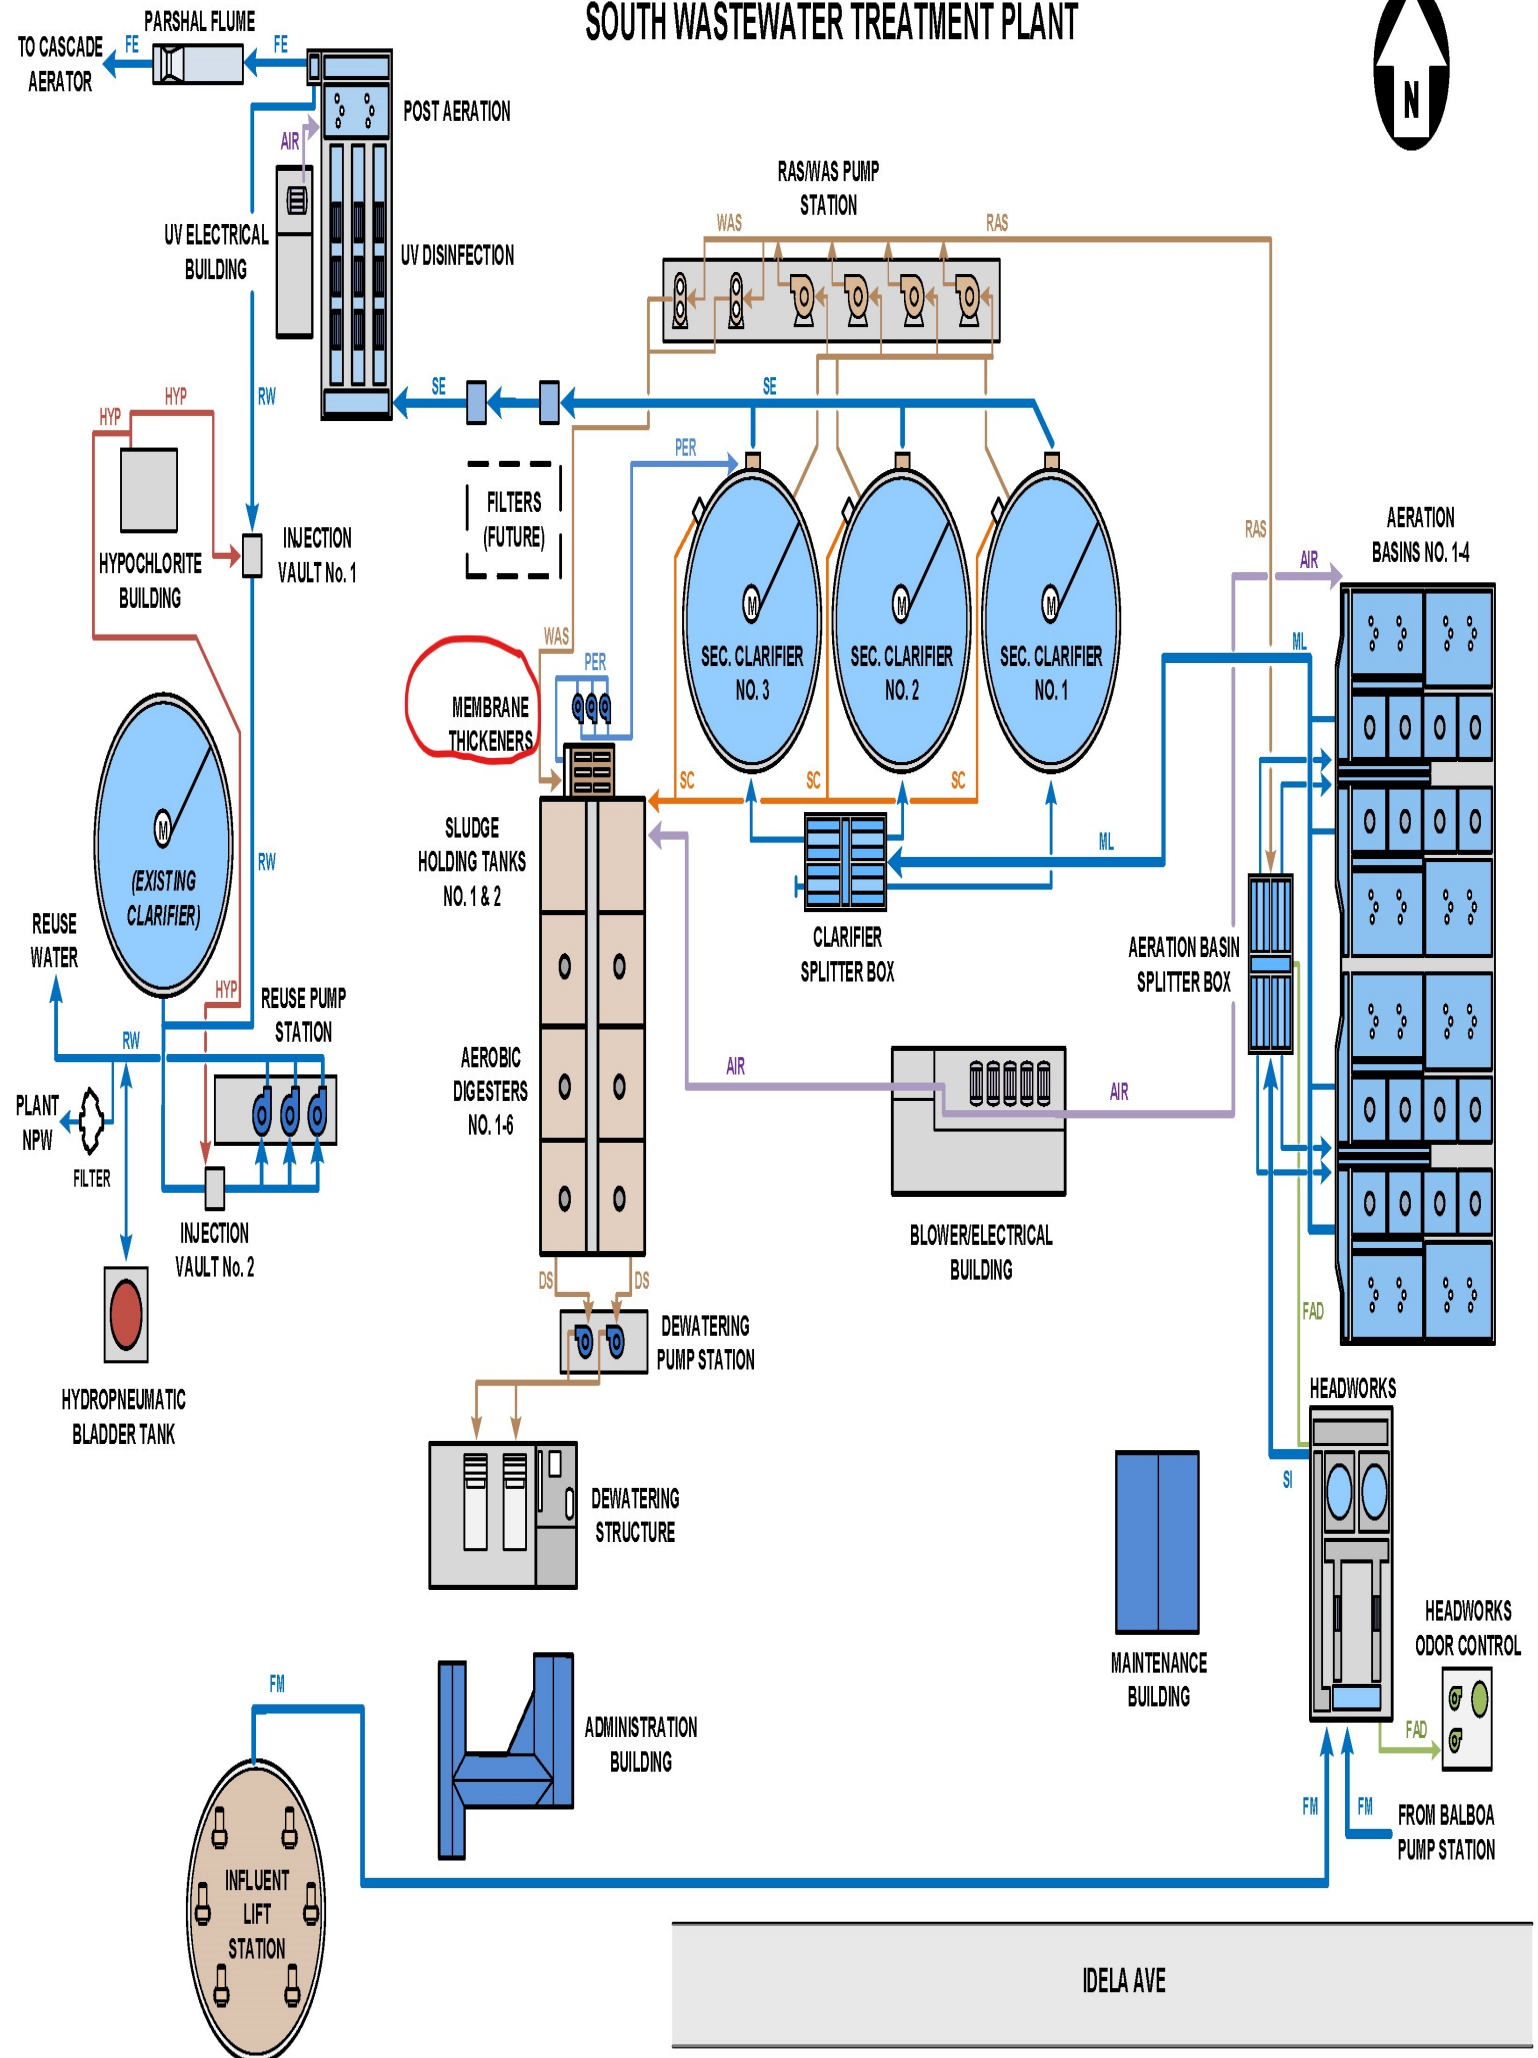 SOUTH WASTEWATER TREATMENT PLANT
N
PARSHAL FLUME
TO CASCADE
AERATOR
FE
FE
POST AERATION
AIR
UV ELECTRICAL
BUILDING
UV DISINFECTION
RAS/WAS PUMP
STATION
WAS
RAS
SE
SE
RW
HYP
HYP
HYPOCHLORITE
BUILDING
INJECTION
VAULT No. 1
FILTERS
(FUTURE)
PER
WAS
PER
MEMBRANE
THICKENERS
M
SEC. CLARIFIER
NO. 3
M
SEC. CLARIFIER
NO. 2
M
SEC. CLARIFIER
NO. 1
RAS
AIR
AERATION
BASINS NO. 1-4
ML
SC
SC
SC
ML
M
(EXISTING
CLARIFIER)
RW
SLUDGE
HOLDING TANKS
NO. 1 & 2
CLARIFIER
SPLITTER BOX
AERATION BASIN
SPLITTER BOX
REUSE
WATER
HYP
REUSE PUMP
STATION
RW
PLANT
NPW
FILTER
AEROBIC
DIGESTERS
NO. 1-6
AIR
AIR
INJECTION
VAULT No. 2
BLOWER/ELECTRICAL
BUILDING
DS
DS
FAD
DEWATERING
PUMP STATION
HYDROPNEUMATIC
BLADDER TANK
HEADWORKS
SI
DEWATERING
STRUCTURE
MAINTENANCE
BUILDING
HEADWORKS
ODOR CONTROL
FAD
FM
ADMINISTRATION
BUILDING
FM
FM
FROM BALBOA
PUMP STATION
INFLUENT
LIFT
STATION
IDELA AVE